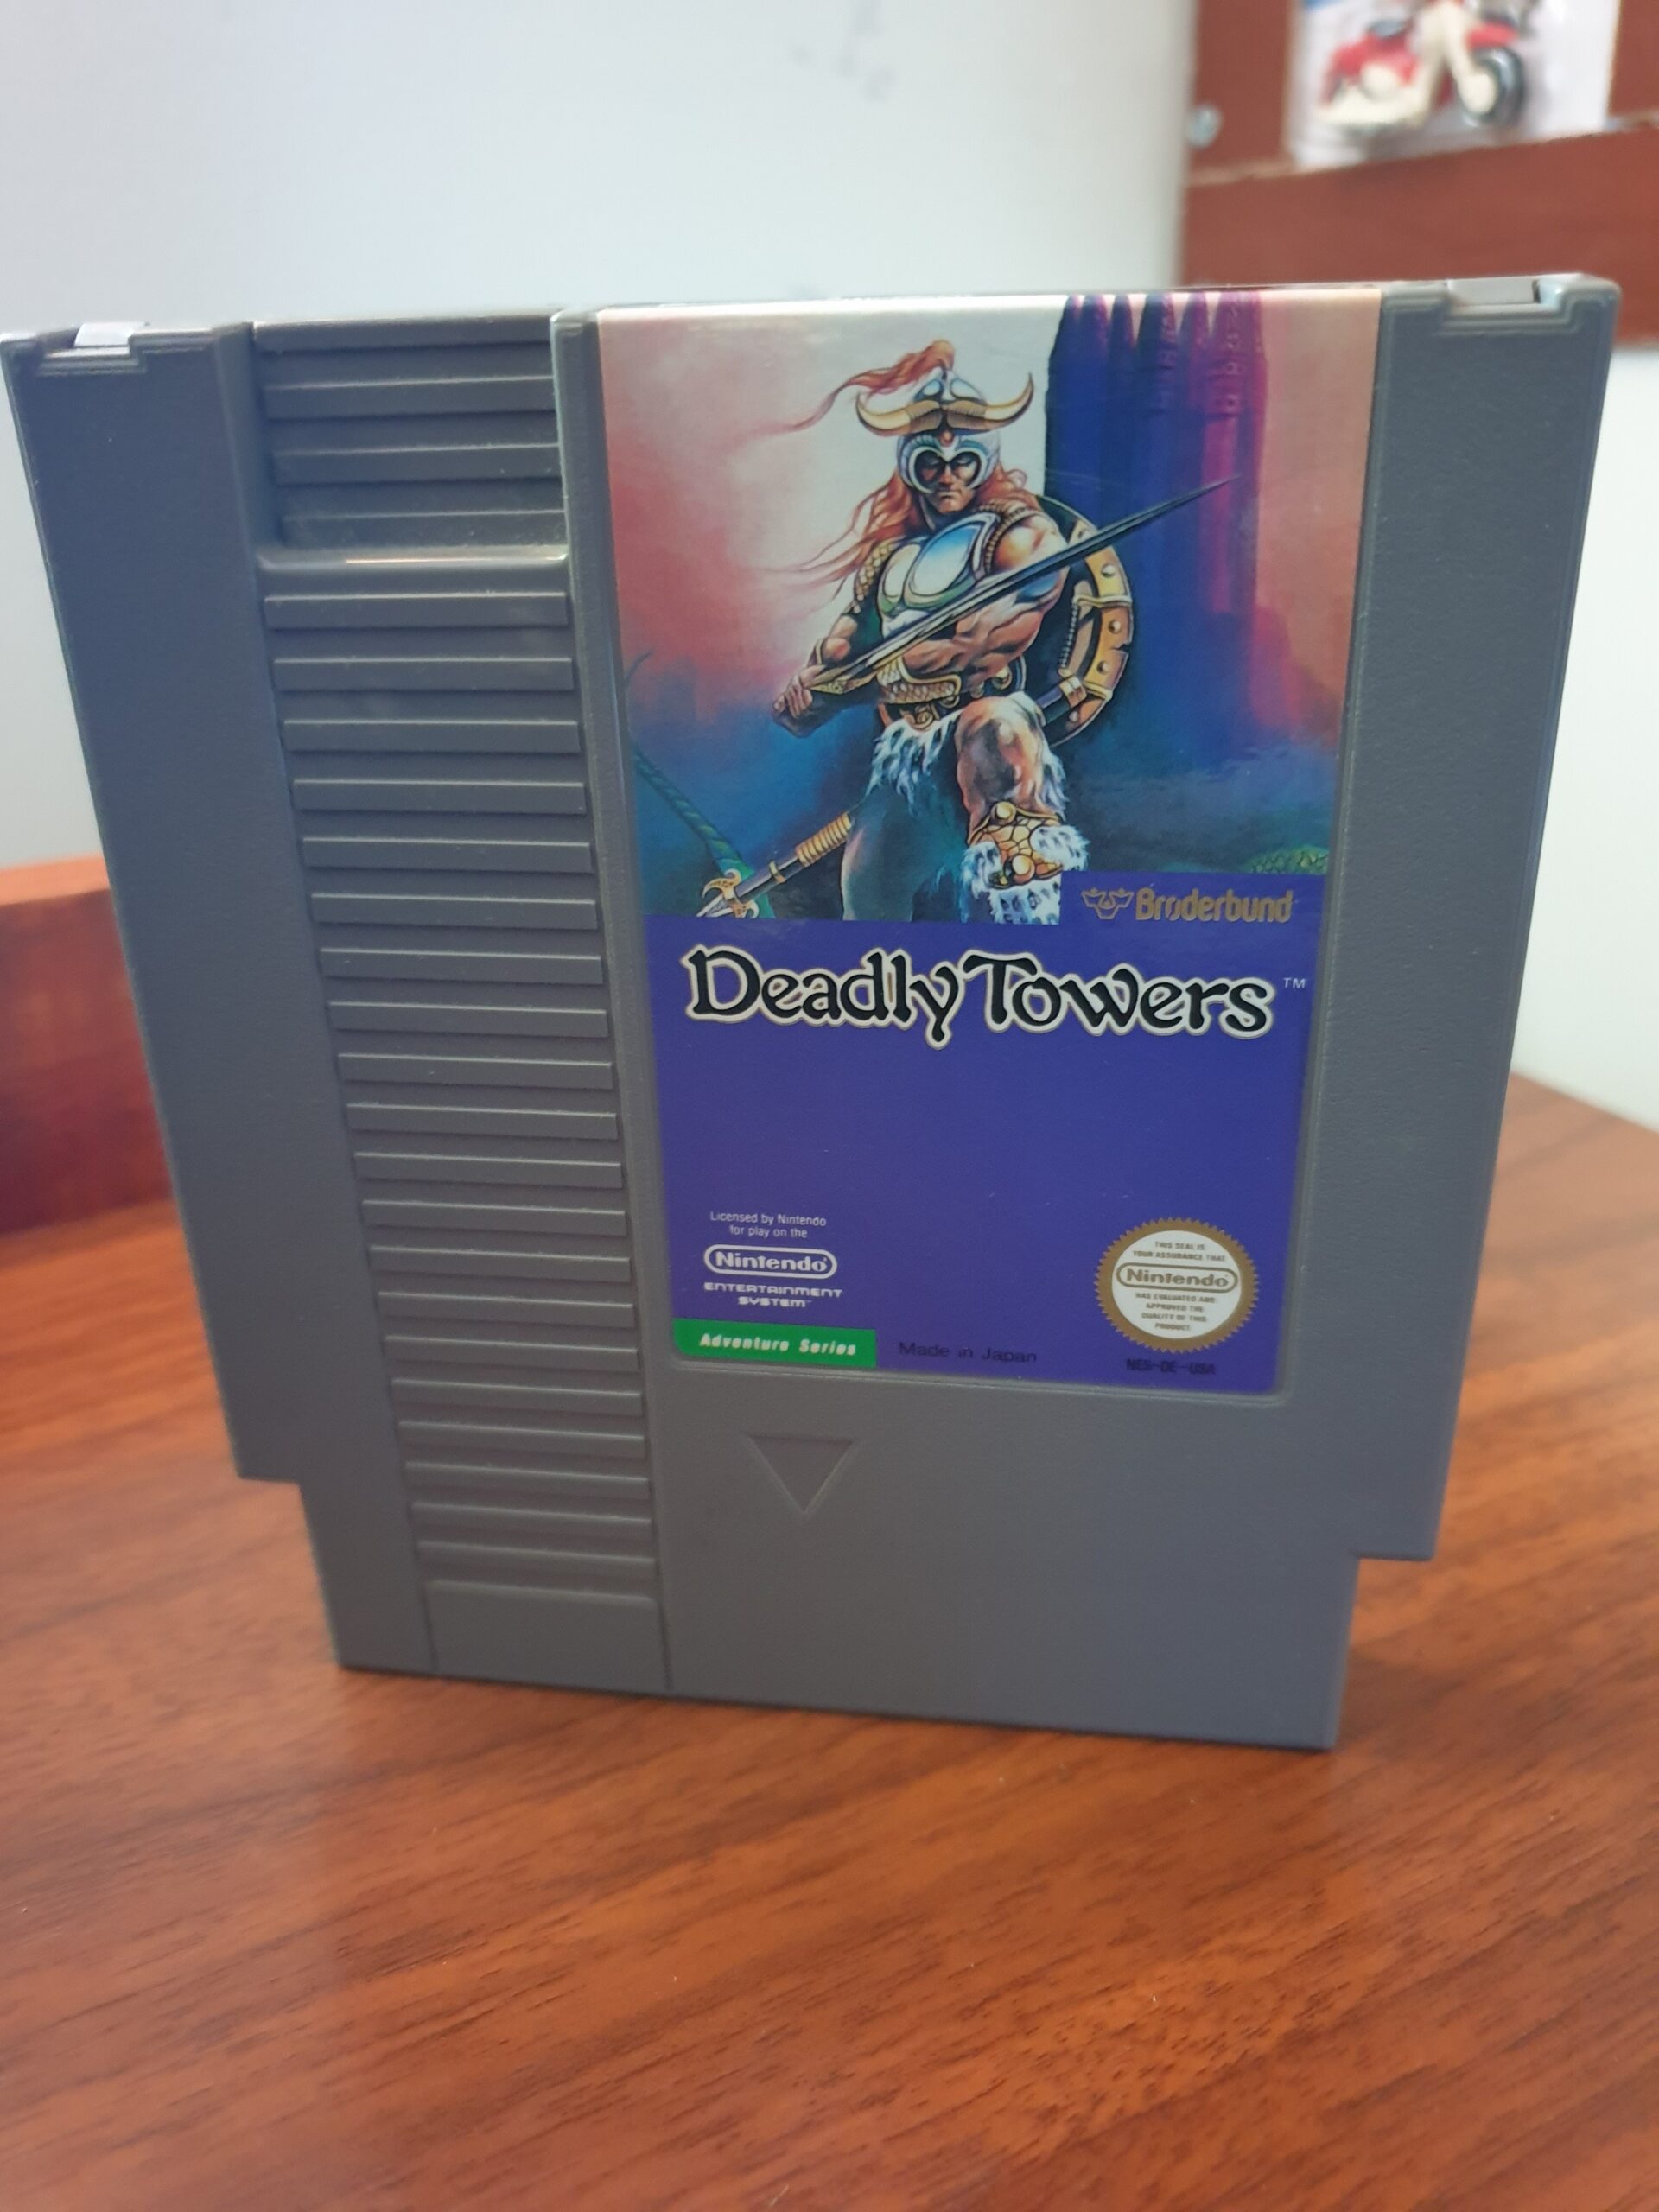 Brøderbund
Deadly Towers™
Licensed by Nintendo
for play on the
Nintendo®
ENTERTAINMENT
SYSTEM™
Adventure Series
Made in Japan
THIS SEAL IS
YOUR ASSURANCE THAT
Nintendo®
HAS EVALUATED AND
APPROVED THE
QUALITY OF THIS
PRODUCT.
NES-DE-USA